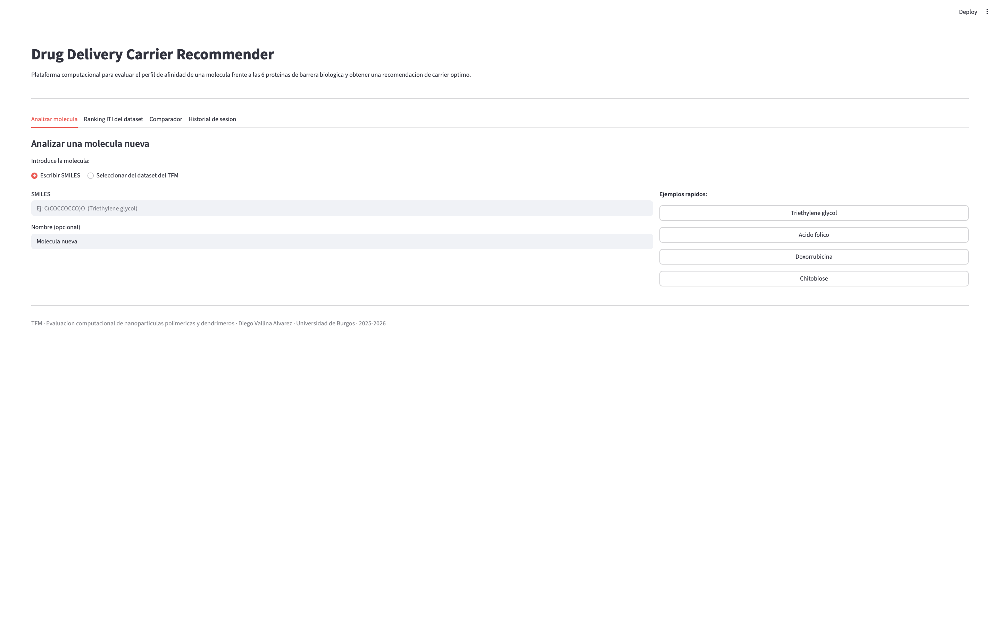 Deploy
Drug Delivery Carrier Recommender
Plataforma computacional para evaluar el perfil de afinidad de una molecula frente a las 6 proteinas de barrera biologica y obtener una recomendacion de carrier optimo.
Analizar molecula Ranking ITI del dataset Comparador Historial de sesion
Analizar una molecula nueva
Introduce la molecula:
Escribir SMILES Seleccionar del dataset del TFM
SMILES
Ej: C(COCCOCCO)O (Triethylene glycol)
Nombre (opcional)
Molecula nueva
Ejemplos rapidos:
Triethylene glycol
Acido folico
Doxorrubicina
Chitobiose
TFM · Evaluacion computacional de nanoparticulas polimericas y dendrimeros · Diego Vallina Alvarez · Universidad de Burgos · 2025-2026